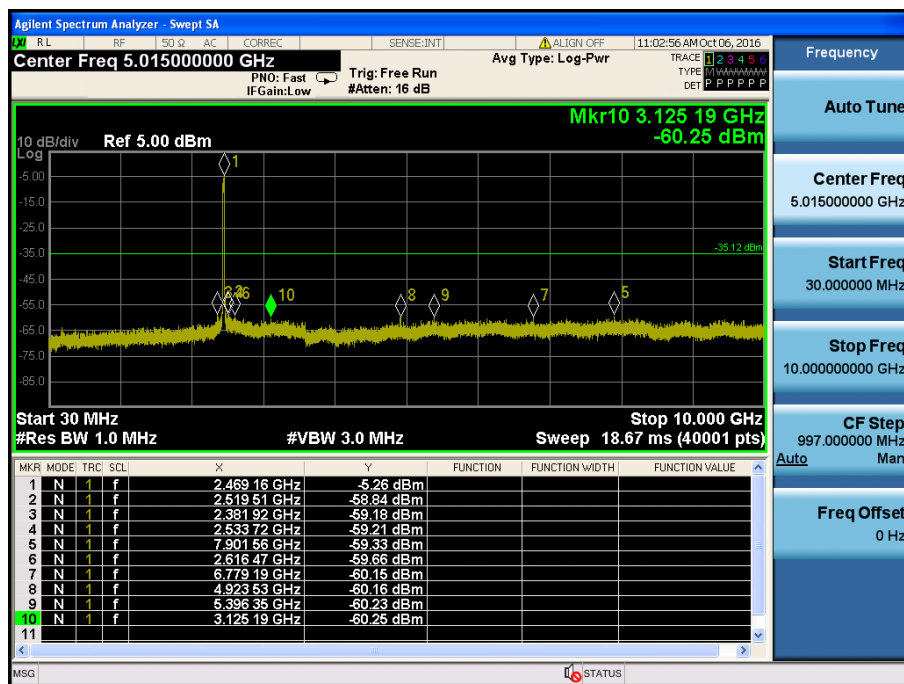 Agilent Spectrum Analyzer - Swept SA
LXI RL RF 50 Ω AC CORREC SENSE:INT ALIGN OFF 11:02:56 AM Oct 06, 2016
Center Freq 5.015000000 GHz
PNO: Fast
IFGain:Low
Trig: Free Run
#Atten: 16 dB
Avg Type: Log-Pwr
TRACE 1 2 3 4 5 6
TYPE M W W W W W
DET P P P P P P
Mkr10 3.125 19 GHz
-60.25 dBm
10 dB/div Ref 5.00 dBm
Log
-5.00
-15.0
-25.0
-35.0
-45.0
-55.0
-65.0
-75.0
-85.0
1
-35.12 dBm
10
8
9
7
5
Start 30 MHz Stop 10.000 GHz
#Res BW 1.0 MHz #VBW 3.0 MHz Sweep 18.67 ms (40001 pts)
MKR MODE TRC SCL X Y FUNCTION FUNCTION WIDTH FUNCTION VALUE
1 N 1 f 2.469 16 GHz -5.26 dBm
2 N 1 f 2.519 51 GHz -58.84 dBm
3 N 1 f 2.381 92 GHz -59.18 dBm
4 N 1 f 2.533 72 GHz -59.21 dBm
5 N 1 f 7.901 56 GHz -59.33 dBm
6 N 1 f 2.616 47 GHz -59.66 dBm
7 N 1 f 6.779 19 GHz -60.15 dBm
8 N 1 f 4.923 53 GHz -60.16 dBm
9 N 1 f 5.396 35 GHz -60.23 dBm
10 N 1 f 3.125 19 GHz -60.25 dBm
11
MSG STATUS
Frequency
Auto Tune
Center Freq
5.015000000 GHz
Start Freq
30.000000 MHz
Stop Freq
10.000000000 GHz
CF Step
997.000000 MHz
Auto Man
Freq Offset
0 Hz